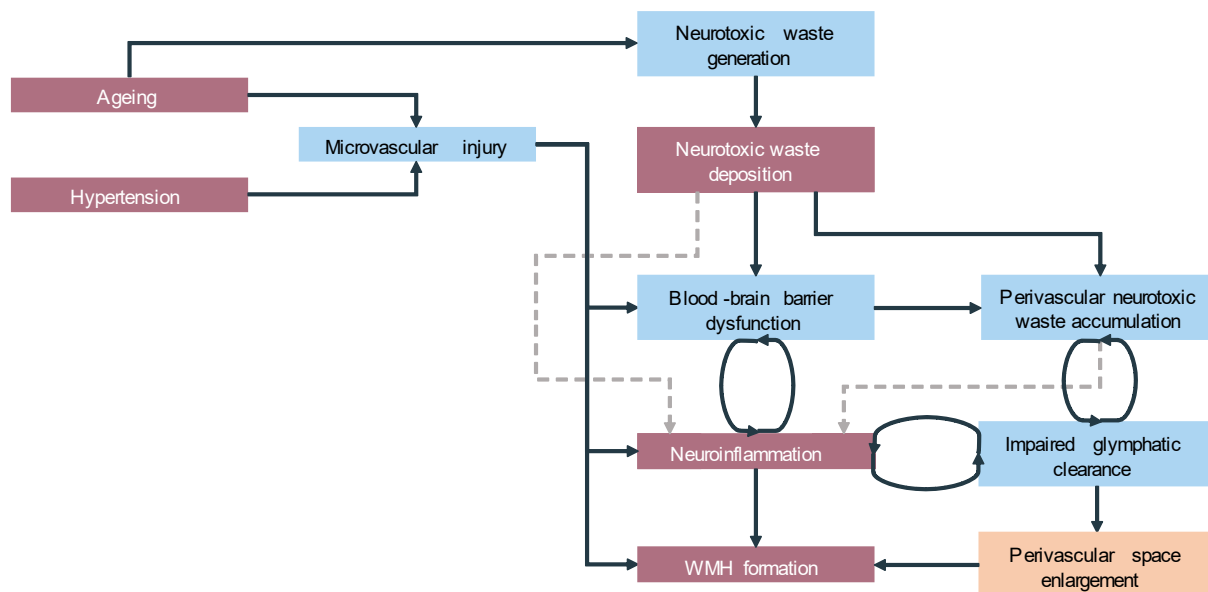 Neurotoxic waste
generation
Ageing
Microvascular injury
Neurotoxic waste
deposition
Hypertension
Blood-brain barrier
dysfunction
Perivascular neurotoxic
waste accumulation
Neuroinflammation
Impaired glymphatic
clearance
WMH formation
Perivascular space
enlargement